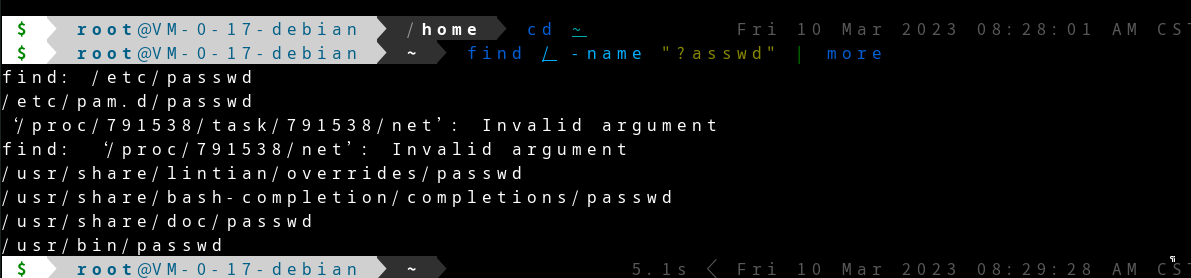 $ root@VM-0-17-debian /home cd ~ Fri 10 Mar 2023 08:28:01 AM CST
$ root@VM-0-17-debian ~ find / -name "?asswd" | more
find: /etc/passwd
/etc/pam.d/passwd
‘/proc/791538/task/791538/net’: Invalid argument
find: ‘/proc/791538/net’: Invalid argument
/usr/share/lintian/overrides/passwd
/usr/share/bash-completion/completions/passwd
/usr/share/doc/passwd
/usr/bin/passwd
$ root@VM-0-17-debian ~ 5.1s < Fri 10 Mar 2023 08:29:28 AM CST